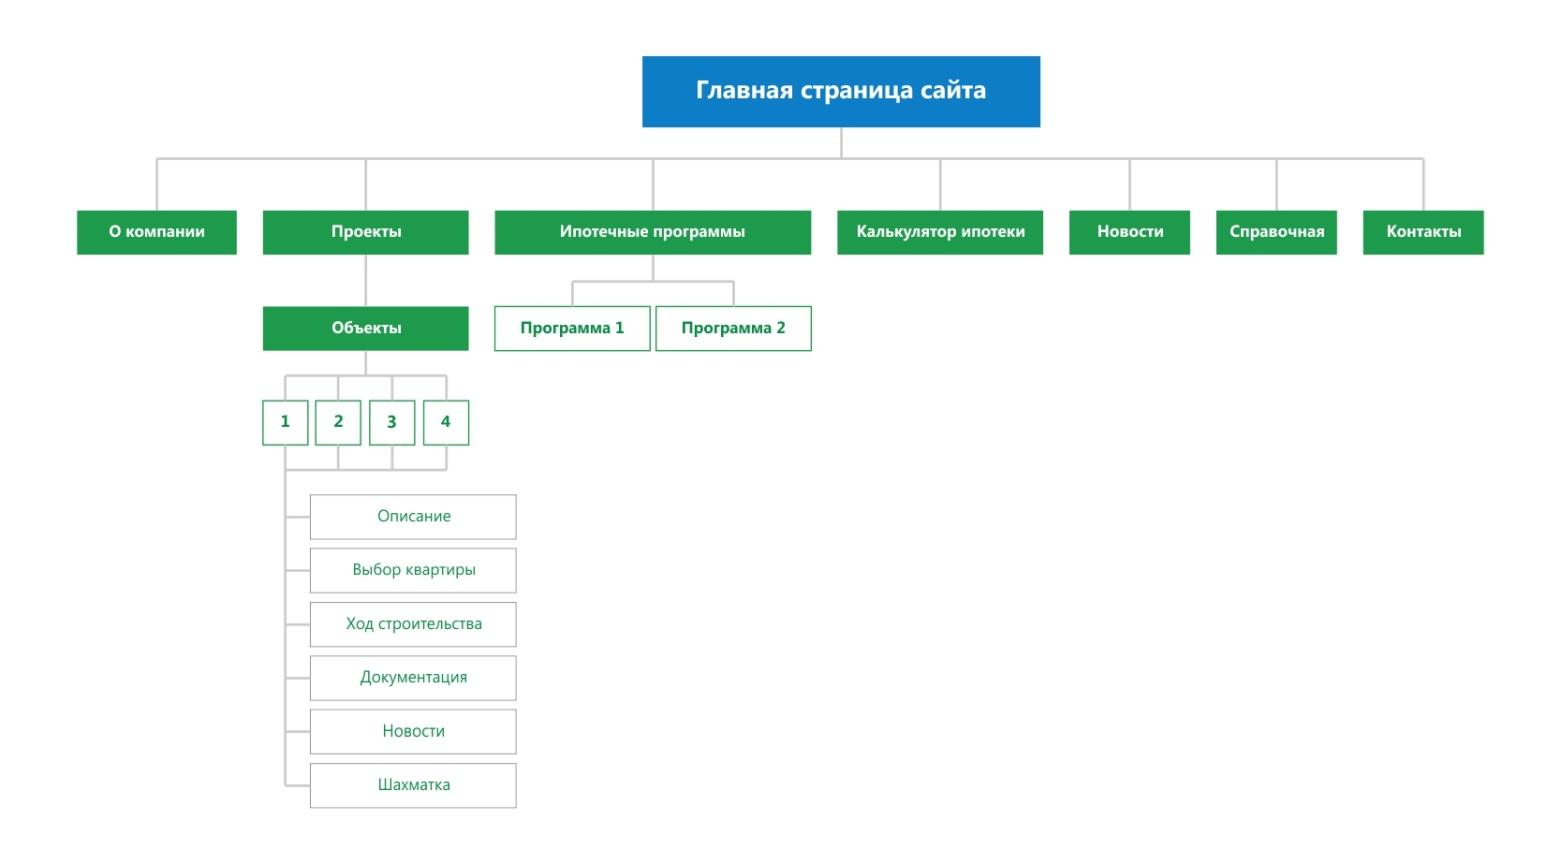 Главная страница сайта
О компании
Проекты
Ипотечные программы
Калькулятор ипотеки
Новости
Справочная
Контакты
Объекты
Программа 1
Программа 2
1
2
3
4
Описание
Выбор квартиры
Ход строительства
Документация
Новости
Шахматка